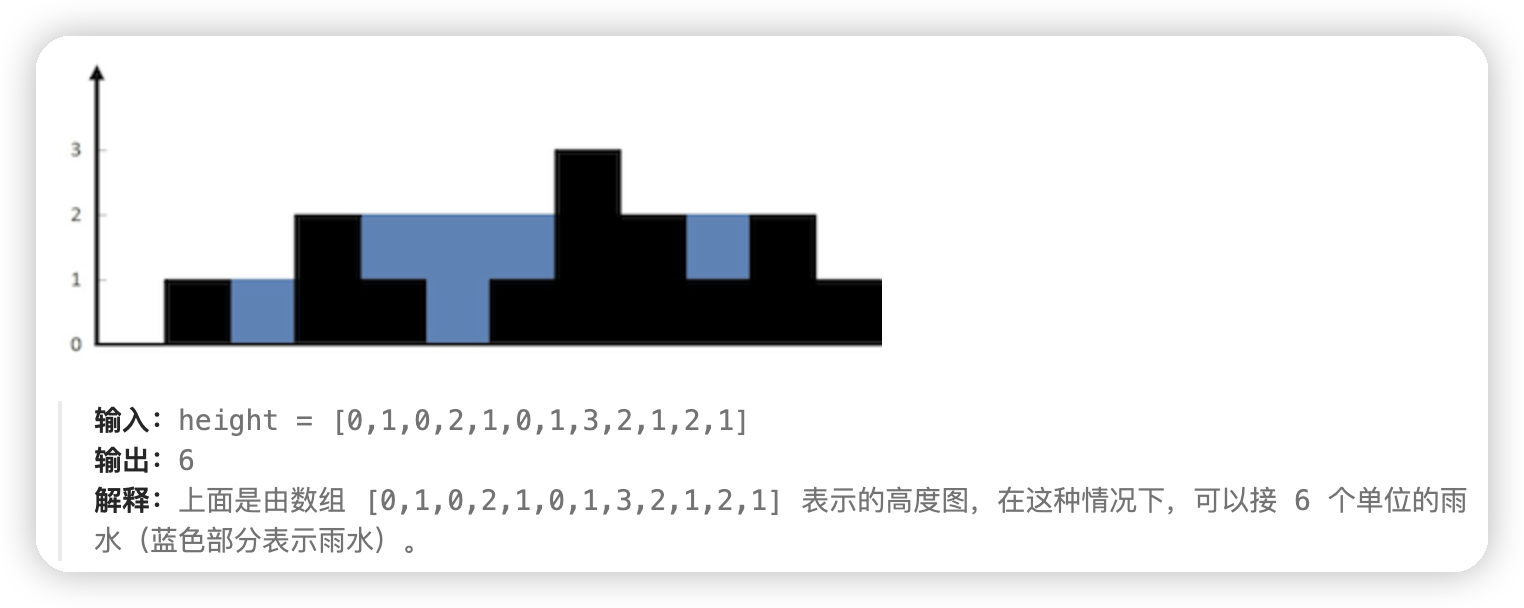 3
2
1
0
输入：height = [0,1,0,2,1,0,1,3,2,1,2,1]
输出：6
解释：上面是由数组 [0,1,0,2,1,0,1,3,2,1,2,1] 表示的高度图，在这种情况下，可以接 6 个单位的雨
水（蓝色部分表示雨水）。